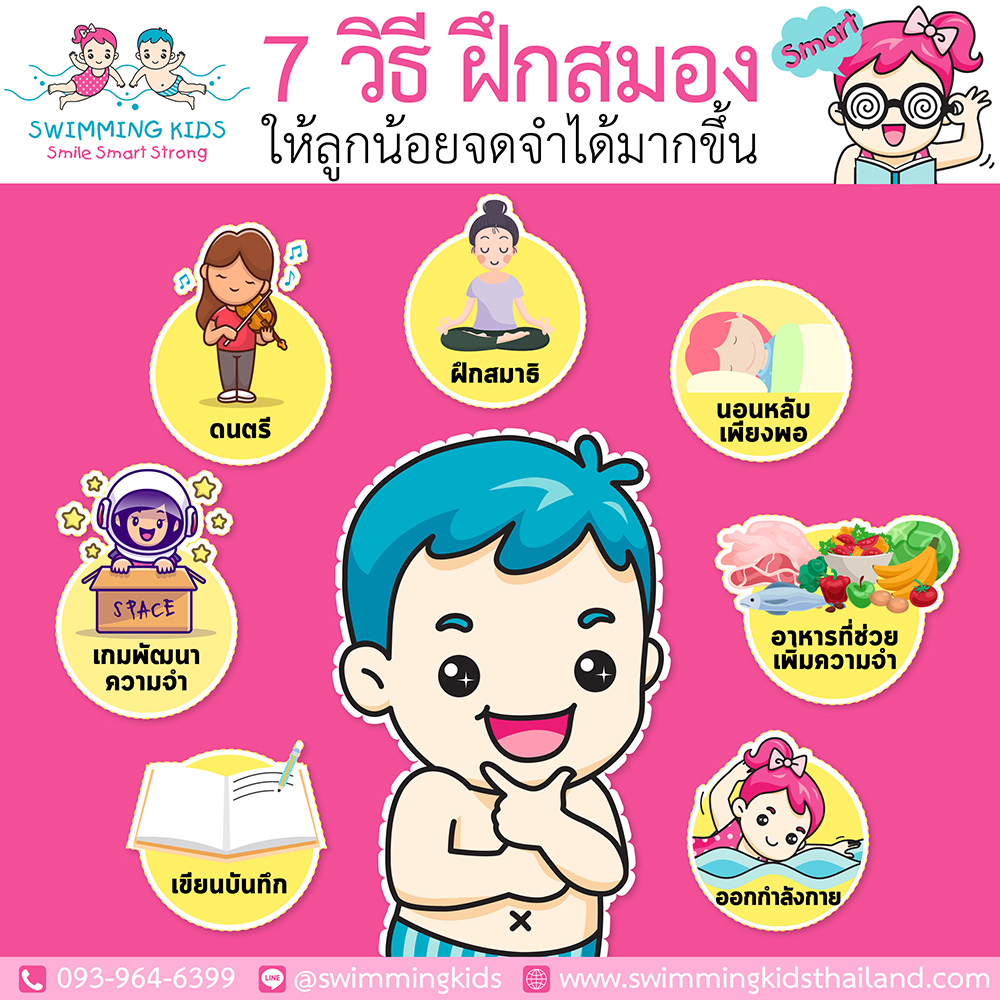 SWIMMING KIDS
Smile Smart Strong
7 วิธี ฝึกสมอง
ให้ลูกน้อยจดจำได้มากขึ้น
Smart
ดนตรี
ฝึกสมาธิ
นอนหลับ
เพียงพอ
SPACE
เกมพัฒนา
ความจำ
อาหารที่ช่วย
เพิ่มความจำ
เขียนบันทึก
ออกกำลังกาย
093-964-6399
LINE
@swimmingkids
www.swimmingkidsthailand.com